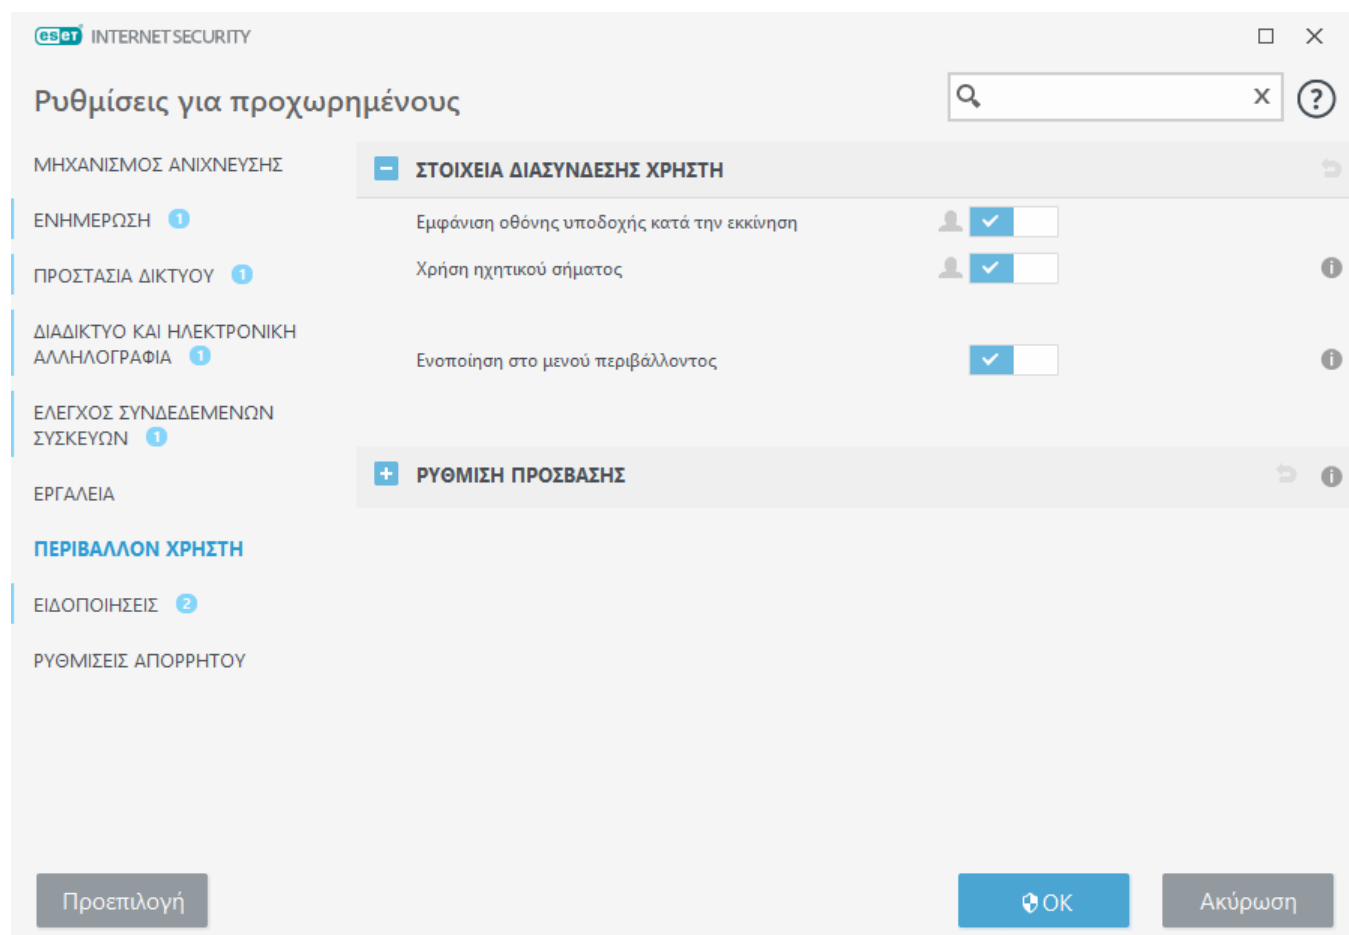 eset INTERNET SECURITY
Ρυθμίσεις για προχωρημένους
X
?
ΜΗΧΑΝΙΣΜΟΣ ΑΝΙΧΝΕΥΣΗΣ
ΕΝΗΜΕΡΩΣΗ 1
ΠΡΟΣΤΑΣΙΑ ΔΙΚΤΥΟΥ 1
ΔΙΑΔΙΚΤΥΟ ΚΑΙ ΗΛΕΚΤΡΟΝΙΚΗ
ΑΛΛΗΛΟΓΡΑΦΙΑ 1
ΕΛΕΓΧΟΣ ΣΥΝΔΕΔΕΜΕΝΩΝ
ΣΥΣΚΕΥΩΝ 1
ΕΡΓΑΛΕΙΑ
ΠΕΡΙΒΑΛΛΟΝ ΧΡΗΣΤΗ
ΕΙΔΟΠΟΙΗΣΕΙΣ 2
ΡΥΘΜΙΣΕΙΣ ΑΠΟΡΡΗΤΟΥ
ΣΤΟΙΧΕΙΑ ΔΙΑΣΥΝΔΕΣΗΣ ΧΡΗΣΤΗ
Εμφάνιση οθόνης υποδοχής κατά την εκκίνηση
Χρήση ηχητικού σήματος
Ενοποίηση στο μενού περιβάλλοντος
ΡΥΘΜΙΣΗ ΠΡΟΣΒΑΣΗΣ
Προεπιλογή
OK
Ακύρωση